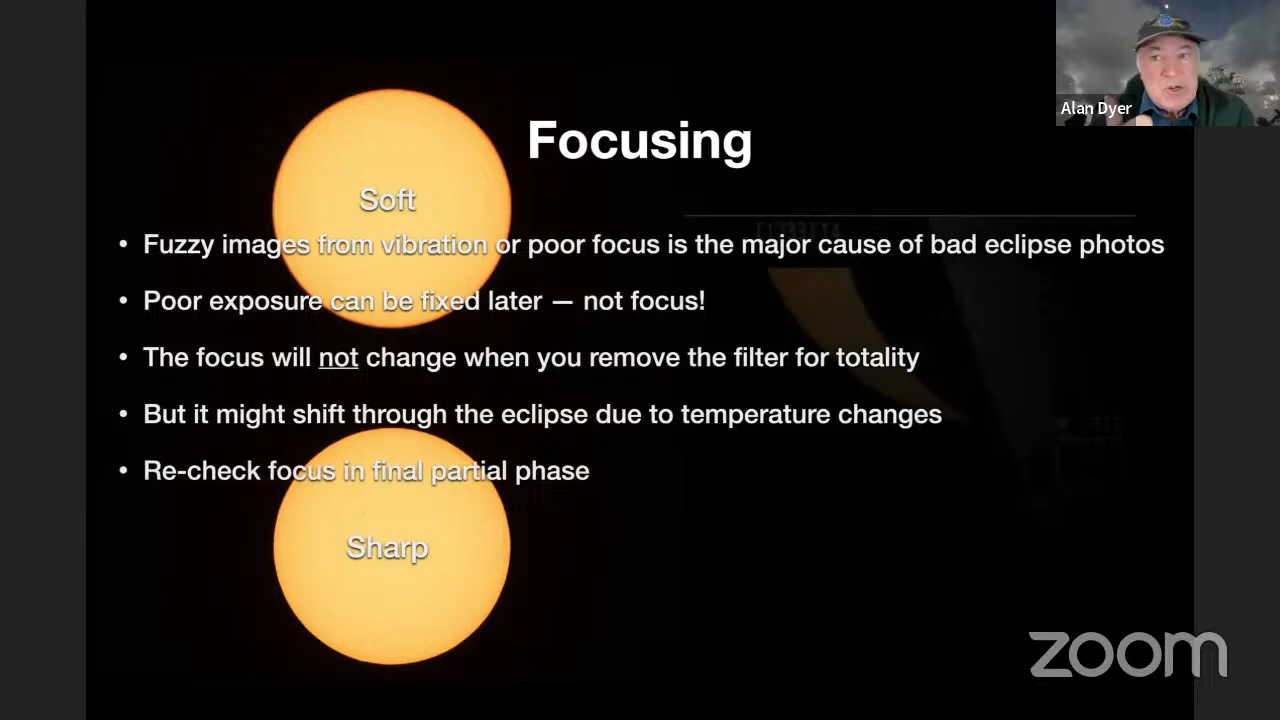 Alan Dyer
Focusing
Soft
• Fuzzy images from vibration or poor focus is the major cause of bad eclipse photos
• Poor exposure can be fixed later — not focus!
• The focus will not change when you remove the filter for totality
• But it might shift through the eclipse due to temperature changes
• Re-check focus in final partial phase
Sharp
zoom